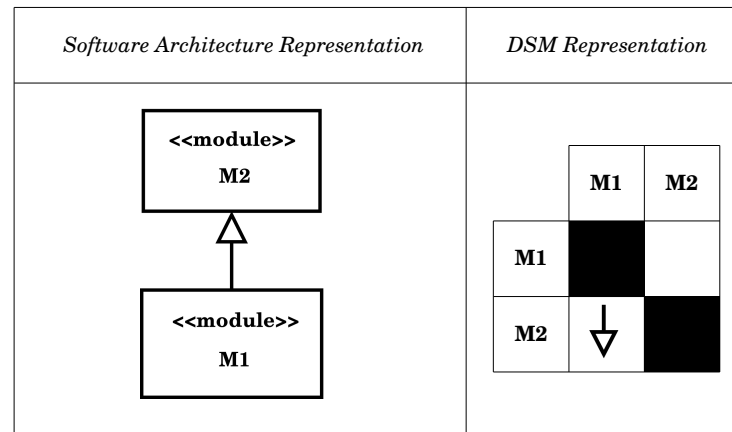 Software Architecture Representation
DSM Representation
<<module>>
M2
<<module>>
M1
M1 M2
M1
M2